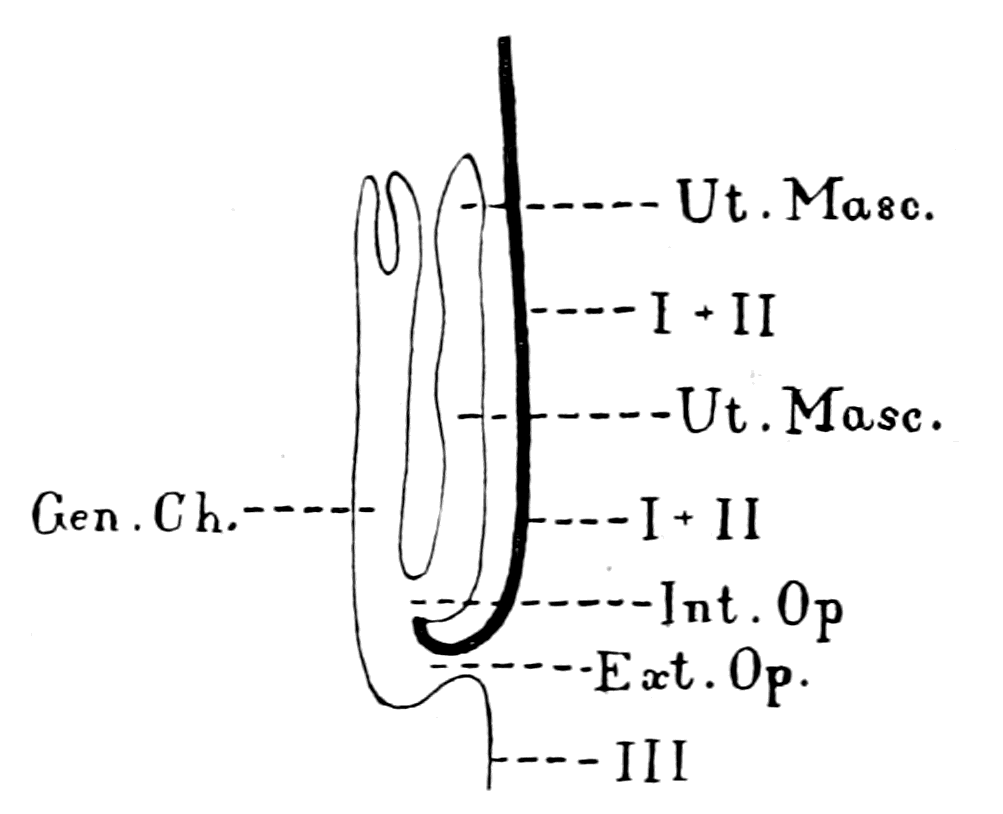 Ut. Masc.
I + II
Ut. Masc.
Gen. Ch.
I + II
Int. Op
Ext. Op.
III